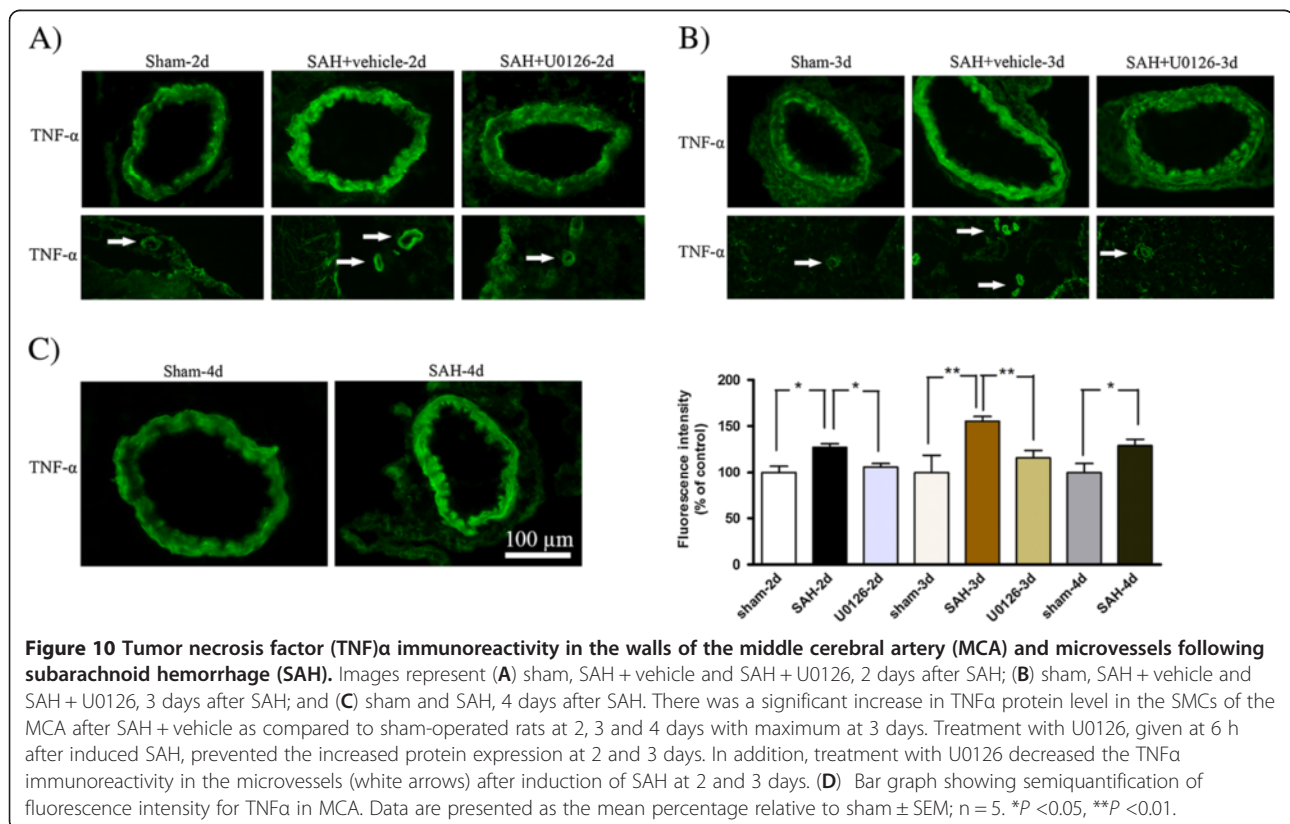 A)
Sham-2d SAH+vehicle-2d SAH+U0126-2d
TNF-α
TNF-α
B)
Sham-3d SAH+vehicle-3d SAH+U0126-3d
TNF-α
TNF-α
C)
Sham-4d SAH-4d
TNF-α
100 μm
Fluorescence intensity
(% of control)
200
150
100
50
0
* * ** ** *
sham-2d SAH-2d U0126-2d sham-3d SAH-3d U0126-3d sham-4d SAH-4d
Figure 10 Tumor necrosis factor (TNF)α immunoreactivity in the walls of the middle cerebral artery (MCA) and microvessels following
subarachnoid hemorrhage (SAH). Images represent (A) sham, SAH + vehicle and SAH + U0126, 2 days after SAH; (B) sham, SAH + vehicle and
SAH + U0126, 3 days after SAH; and (C) sham and SAH, 4 days after SAH. There was a significant increase in TNFα protein level in the SMCs of the
MCA after SAH + vehicle as compared to sham-operated rats at 2, 3 and 4 days with maximum at 3 days. Treatment with U0126, given at 6 h
after induced SAH, prevented the increased protein expression at 2 and 3 days. In addition, treatment with U0126 decreased the TNFα
immunoreactivity in the microvessels (white arrows) after induction of SAH at 2 and 3 days. (D) Bar graph showing semiquantification of
fluorescence intensity for TNFα in MCA. Data are presented as the mean percentage relative to sham ± SEM; n = 5. *P <0.05, **P <0.01.